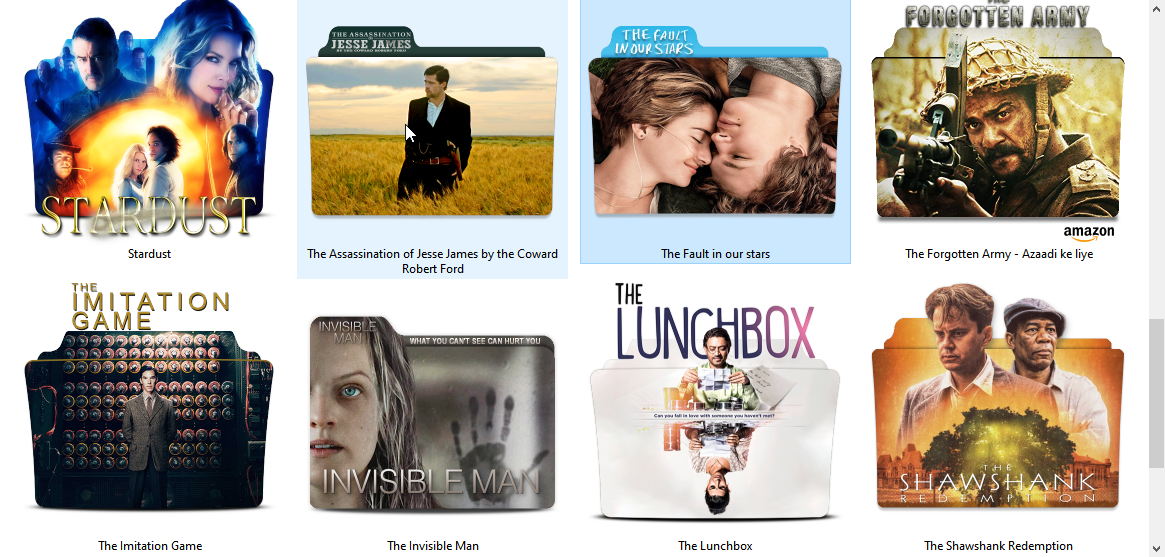 STARDUST
Stardust
THE ASSASSINATION
JESSE JAMES
BY THE COWARD ROBERT FORD
The Assassination of Jesse James by the Coward
Robert Ford
THE FAULT
IN OUR STARS
The Fault in our stars
THE
FORGOTTEN ARMY
amazon
The Forgotten Army - Azaadi ke liye
THE
IMITATION
GAME
The Imitation Game
INVISIBLE
MAN
WHAT YOU CAN'T SEE CAN HURT YOU
INVISIBLE MAN
The Invisible Man
THE
LUNCHBOX
Can you fall in love with someone you haven't met?
The Lunchbox
THE
SHAWSHANK
REDEMPTION
The Shawshank Redemption